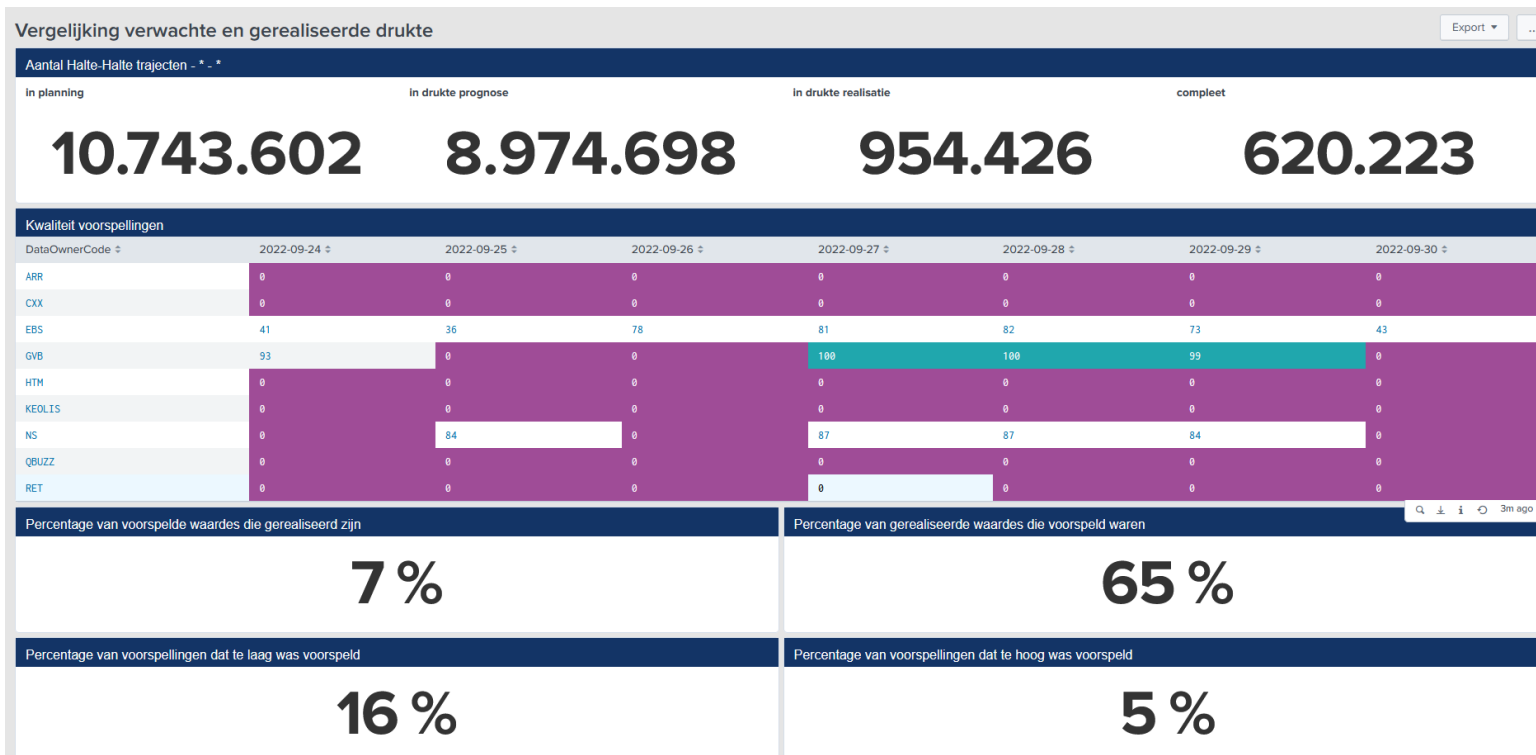 Vergelijking verwachte en gerealiseerde drukte
Export
...
Aantal Halte-Halte trajecten - * - *
in planning in drukte prognose in drukte realisatie compleet
10.743.602 8.974.698 954.426 620.223
Kwaliteit voorspellingen
DataOwnerCode 2022-09-24 2022-09-25 2022-09-26 2022-09-27 2022-09-28 2022-09-29 2022-09-30
ARR 0 0 0 0 0 0 0
CXX 0 0 0 0 0 0 0
EBS 41 36 78 81 82 73 43
GVB 93 0 0 100 100 99 0
HTM 0 0 0 0 0 0 0
KEOLIS 0 0 0 0 0 0 0
NS 0 84 0 87 87 84 0
QBUZZ 0 0 0 0 0 0 0
RET 0 0 0 0 0 0 0
3m ago
Percentage van voorspelde waardes die gerealiseerd zijn Percentage van gerealiseerde waardes die voorspeld waren
7 % 65 %
Percentage van voorspellingen dat te laag was voorspeld Percentage van voorspellingen dat te hoog was voorspeld
16 % 5 %